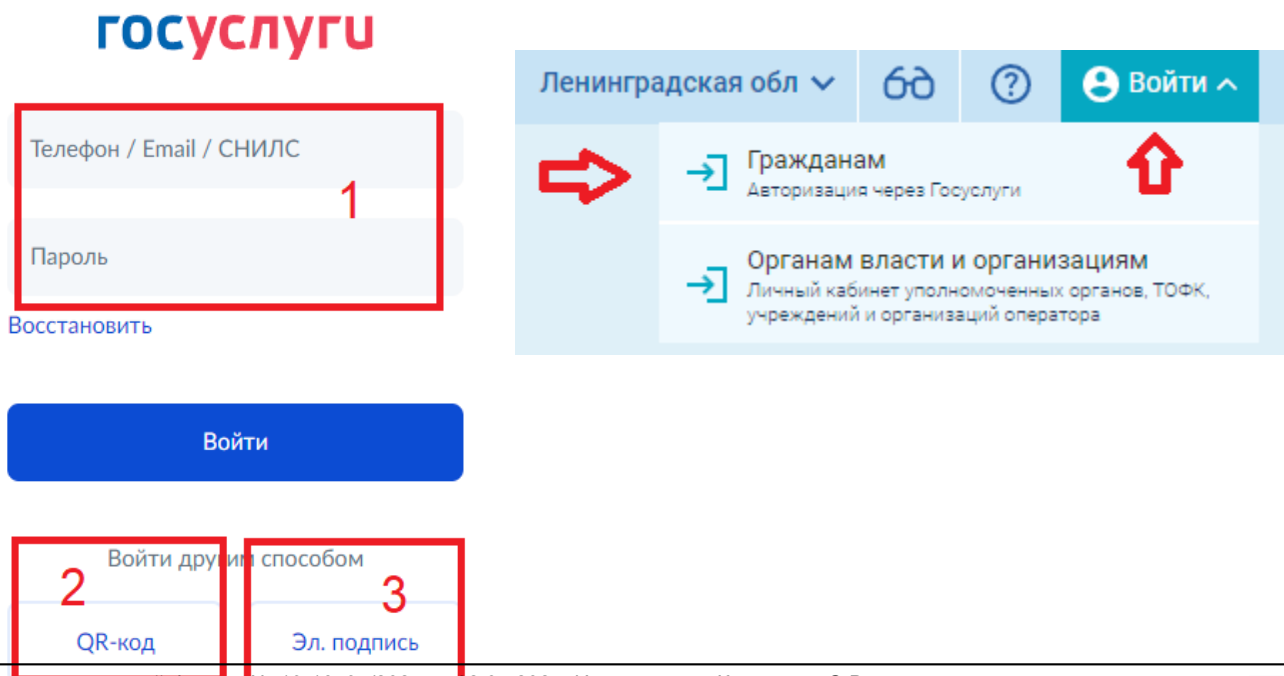 госуслуги
Телефон / Email / СНИЛС
1
Пароль
Восстановить
Войти
Войти другим способом
2
3
QR-код
Эл. подпись
Ленинградская обл
Войти
Гражданам
Авторизация через Госуслуги
Органам власти и организациям
Личный кабинет уполномоченных органов, ТОФК,
учреждений и организаций оператора